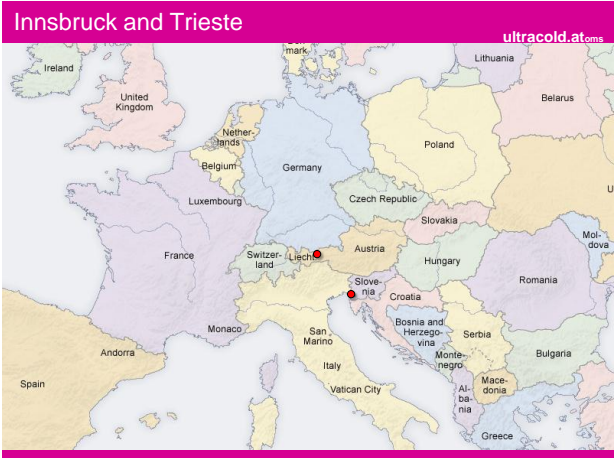 Innsbruck and Trieste
ultracold.atoms
mark
Lithuania
Ireland
United
Kingdom
Belarus
Nether-
lands
Poland
Belgium
Germany
U
Luxembourg
Czech Republic
Slovakia
Mol-
dova
Switzer-
land
Liecht
Austria
France
Hungary
Slove-
nia
Romania
Croatia
Monaco
San
Marino
Bosnia and
Herzego-
vina
Serbia
Andorra
Monte-
negro
Bulgaria
Italy
Spain
Vatican City
Al-
ba-
nia
Mace-
donia
Greece